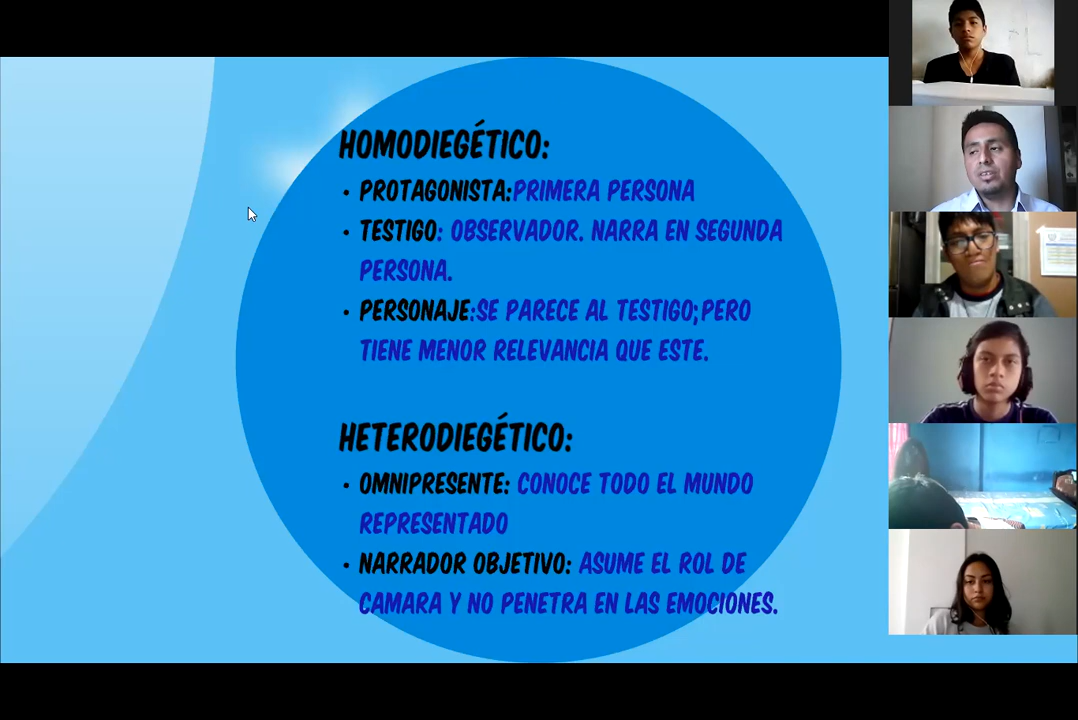 HOMODIEGÉTICO:
• PROTAGONISTA:PRIMERA PERSONA
• TESTIGO: OBSERVADOR. NARRA EN SEGUNDA
PERSONA.
• PERSONAJE:SE PARECE AL TESTIGO;PERO
TIENE MENOR RELEVANCIA QUE ESTE.
HETERODIEGÉTICO:
• OMNIPRESENTE: CONOCE TODO EL MUNDO
REPRESENTADO
• NARRADOR OBJETIVO: ASUME EL ROL DE
CAMARA Y NO PENETRA EN LAS EMOCIONES.